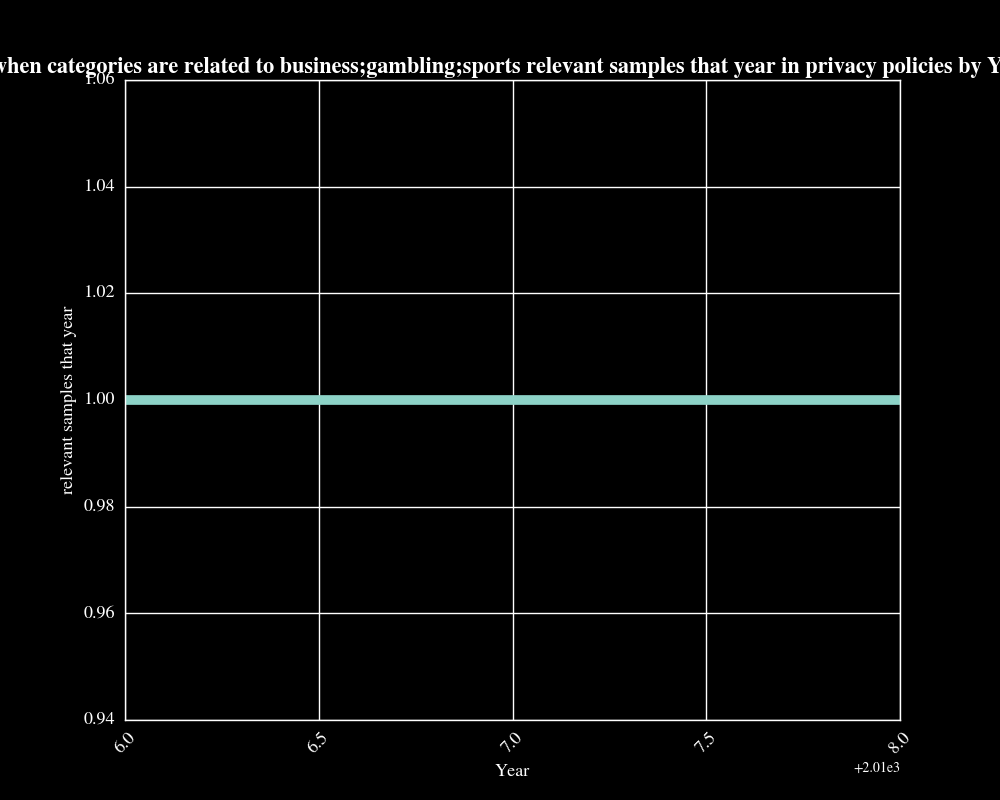 when categories are related to business;gambling;sports relevant samples that year in privacy policies by
1.06
1.04
1.02
1.00
0.98
0.96
0.94
relevant samples that year
6.0 6.5 7.0 7.5 8.0
+2.01e3
Year